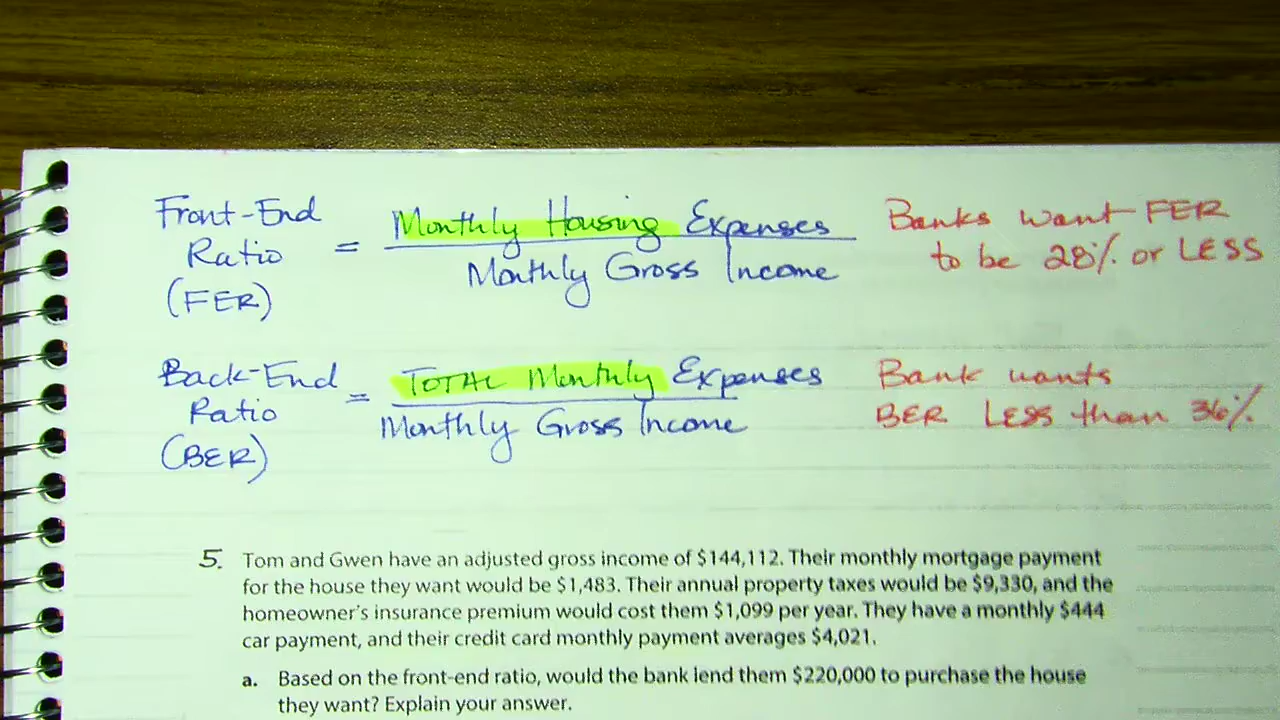 Front-End
Ratio
(FER)
= Monthly Housing Expenses
Monthly Gross Income
Banks want FER
to be 28% or LESS
Back-End
Ratio
(BER)
= TOTAL Monthly Expenses
Monthly Gross Income
Bank wants
BER Less than 36%
5. Tom and Gwen have an adjusted gross income of $144,112. Their monthly mortgage payment
for the house they want would be $1,483. Their annual property taxes would be $9,330, and the
homeowner's insurance premium would cost them $1,099 per year. They have a monthly $444
car payment, and their credit card monthly payment averages $4,021.
a. Based on the front-end ratio, would the bank lend them $220,000 to purchase the house
they want? Explain your answer.